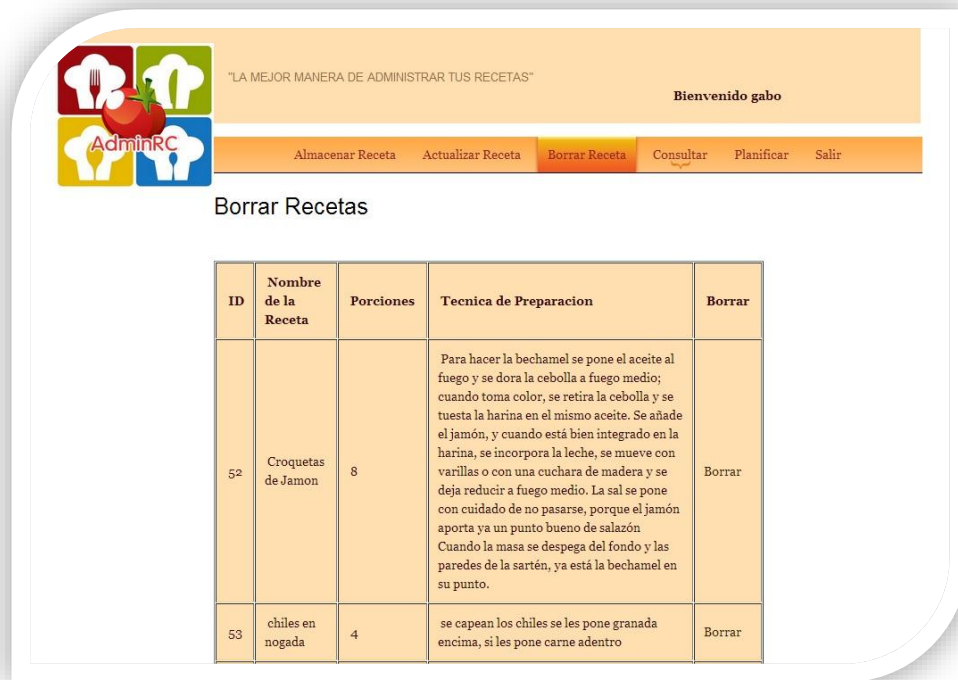 "LA MEJOR MANERA DE ADMINISTRAR TUS RECETAS"
Bienvenido gabo
AdminRC
Almacenar Receta Actualizar Receta Borrar Receta Consultar Planificar Salir
Borrar Recetas
ID
Nombre
de la
Receta
Porciones
Tecnica de Preparacion
Borrar
52
Croquetas
de Jamon
8
Para hacer la bechamel se pone el aceite al
fuego y se dora la cebolla a fuego medio;
cuando toma color, se retira la cebolla y se
tuesta la harina en el mismo aceite. Se añade
el jamón, y cuando está bien integrado en la
harina, se incorpora la leche, se mueve con
varillas o con una cuchara de madera y se
deja reducir a fuego medio. La sal se pone
con cuidado de no pasarse, porque el jamón
aporta ya un punto bueno de salazón
Cuando la masa se despega del fondo y las
paredes de la sartén, ya está la bechamel en
su punto.
Borrar
53
chiles en
nogada
4
se capean los chiles se les pone granada
encima, si les pone carne adentro
Borrar